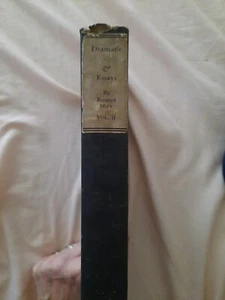 Dramatic
&
Essays
By
VOL. II